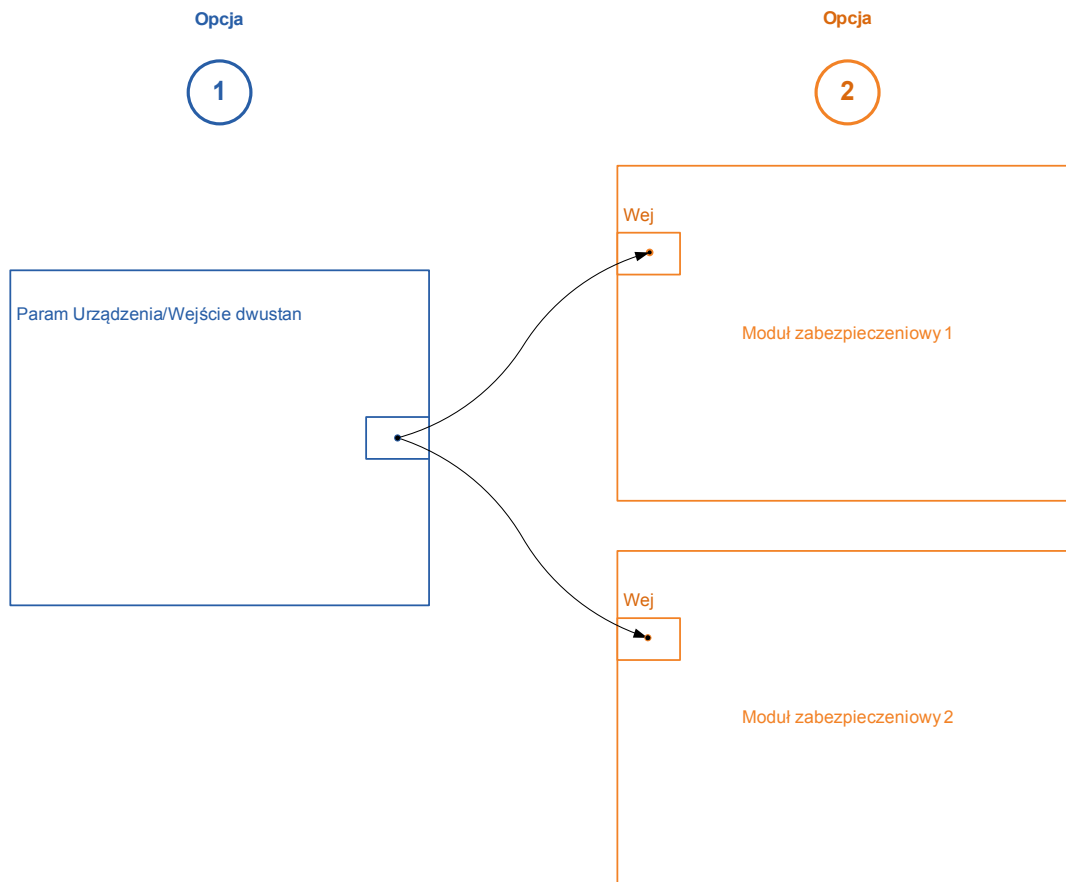 Opcja
1
Opcja
2
Param Urządzenia/Wejście dwustan
Wej
Moduł zabezpieczeniowy 1
Wej
Moduł zabezpieczeniowy 2